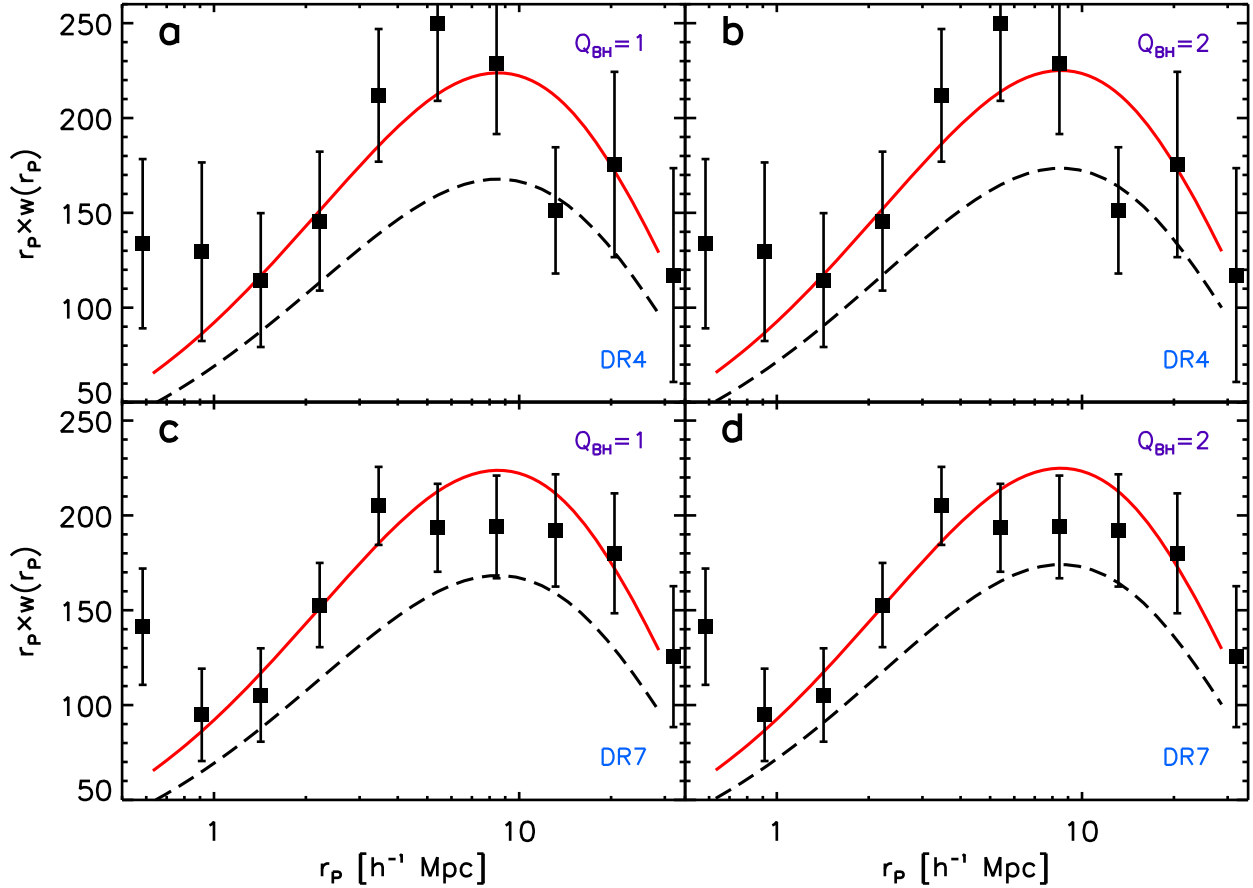 a
Q_BH=1
b
Q_BH=2
250
200
150
100
50
r_P×w(r_P)
DR4
DR4
c
Q_BH=1
d
Q_BH=2
250
200
150
100
50
r_P×w(r_P)
DR7
DR7
1
10
1
10
r_P [h⁻¹ Mpc]
r_P [h⁻¹ Mpc]